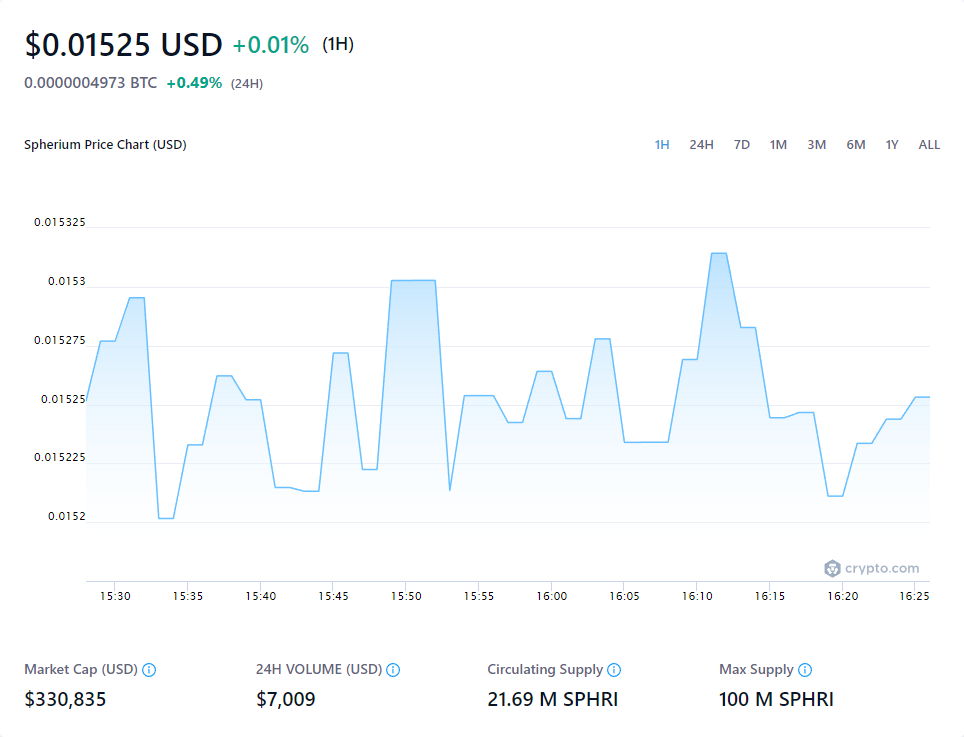 $0.01525 USD +0.01% (1H)
0.0000004973 BTC +0.49% (24H)
Spherium Price Chart (USD) 1H 24H 7D 1M 3M 6M 1Y ALL
0.015325
0.0153
0.015275
0.01525
0.015225
0.0152
crypto.com
15:30 15:35 15:40 15:45 15:50 15:55 16:00 16:05 16:10 16:15 16:20 16:25
Market Cap (USD) 24H VOLUME (USD) Circulating Supply Max Supply
$330,835 $7,009 21.69 M SPHRI 100 M SPHRI